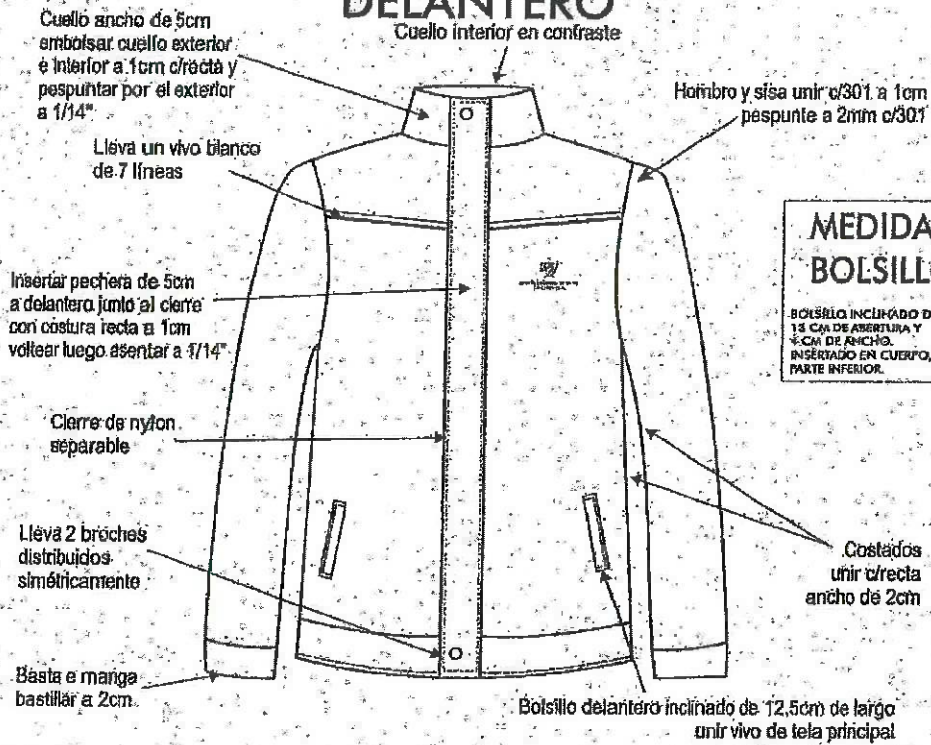 DELANTERO
Cuello interior en contraste
Cuello ancho de 5cm
embolsar cuello exterior
e interior a 1cm c/recta y
pespuntar por el exterior
a 1/14"
Hombro y sisa unir c/301 a 1cm
pespunte a 2mm c/301
Lleva un vivo blanco
de 7 líneas
MEDIDA
BOLSILL
BOLSILLO INCLINADO D
13 CM DE ABERTURA Y
4 CM DE ANCHO.
INSERTADO EN CUERPO,
PARTE INFERIOR.
Insertar pechera de 5cm
a delantero junto al cierre
con costura recta a 1cm
voltear luego asentar a 1/14"
Cierre de nylon
separable
Lleva 2 broches
distribuidos
simétricamente
Costados
unir c/recta
ancho de 2cm
Basta e manga
bastillar a 2cm
Bolsillo delantero inclinado de 12,5cm de largo
unir vivo de tela principal